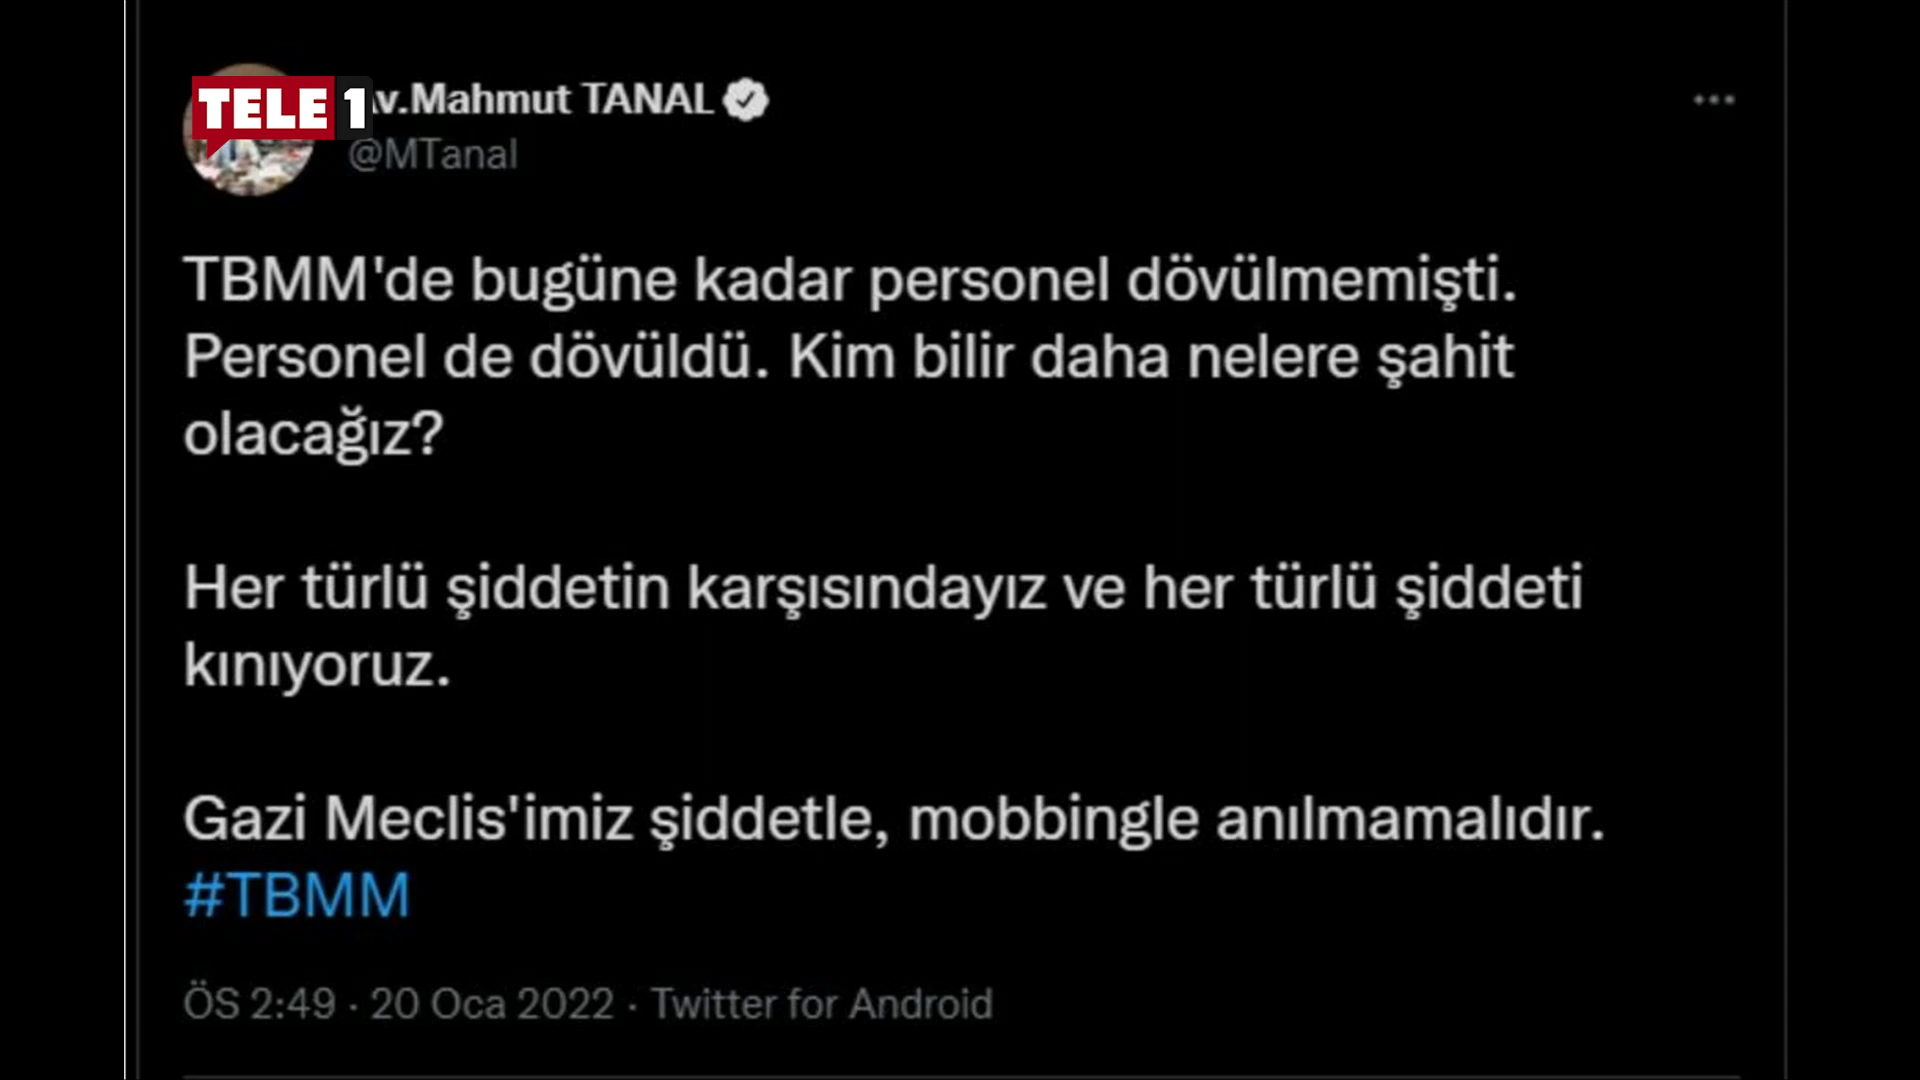 TELE 1
v.Mahmut TANAL
@MTanal
TBMM'de bugüne kadar personel dövülmemişti.
Personel de dövüldü. Kim bilir daha nelere şahit
olacağız?
Her türlü şiddetin karşısındayız ve her türlü şiddeti
kınıyoruz.
Gazi Meclis'imiz şiddetle, mobbingle anılmamalıdır.
#TBMM
ÖS 2:49 · 20 Oca 2022 · Twitter for Android